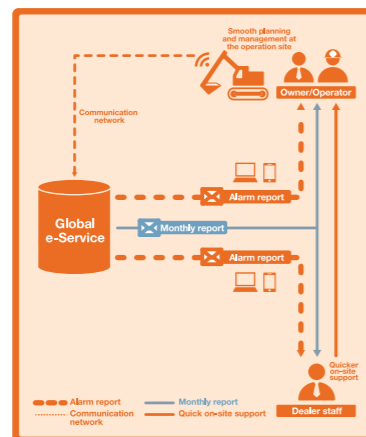 Smooth planning
and management at
the operation site
Owner/Operator
Communication
network
Alarm report
Global
e-Service
Monthly report
Alarm report
Quicker
on-site
support
Dealer staff
Alarm report
Monthly report
Communication
network
Quick on-site support